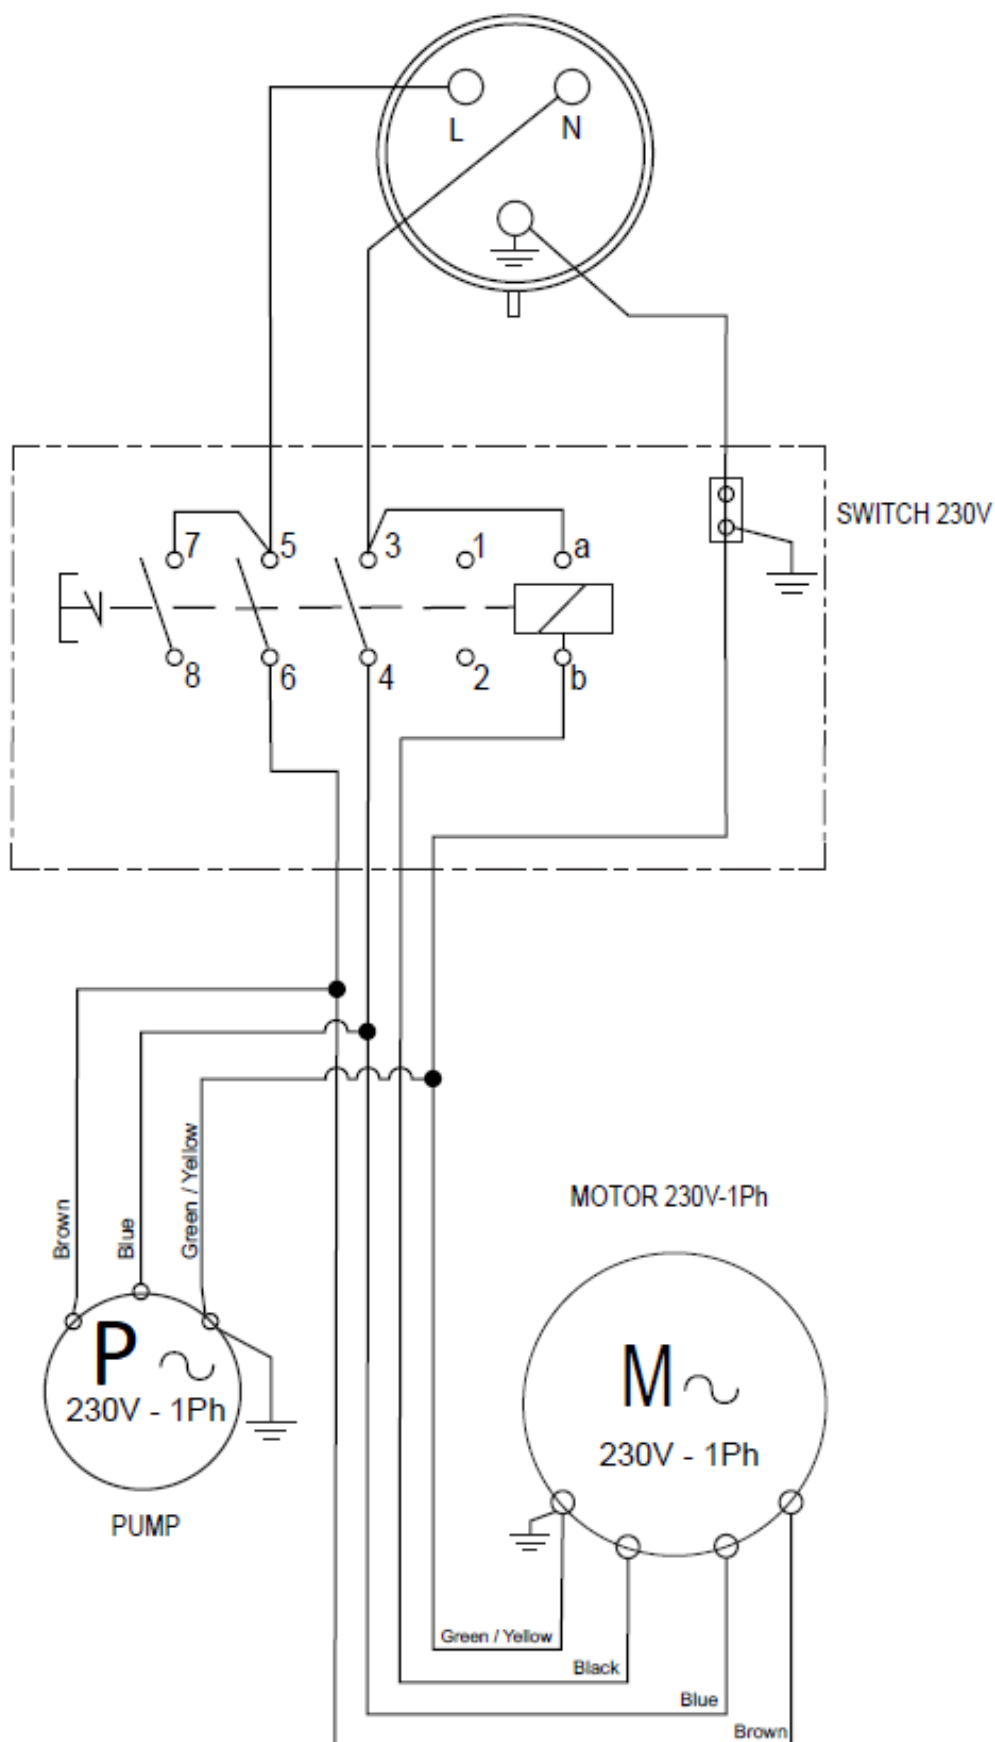 L
N
SWITCH 230V
7
5
3
1
a
8
6
4
2
b
Brown
Blue
Green / Yellow
MOTOR 230V-1Ph
P
230V - 1Ph
PUMP
M
230V - 1Ph
Green / Yellow
Black
Blue
Brown